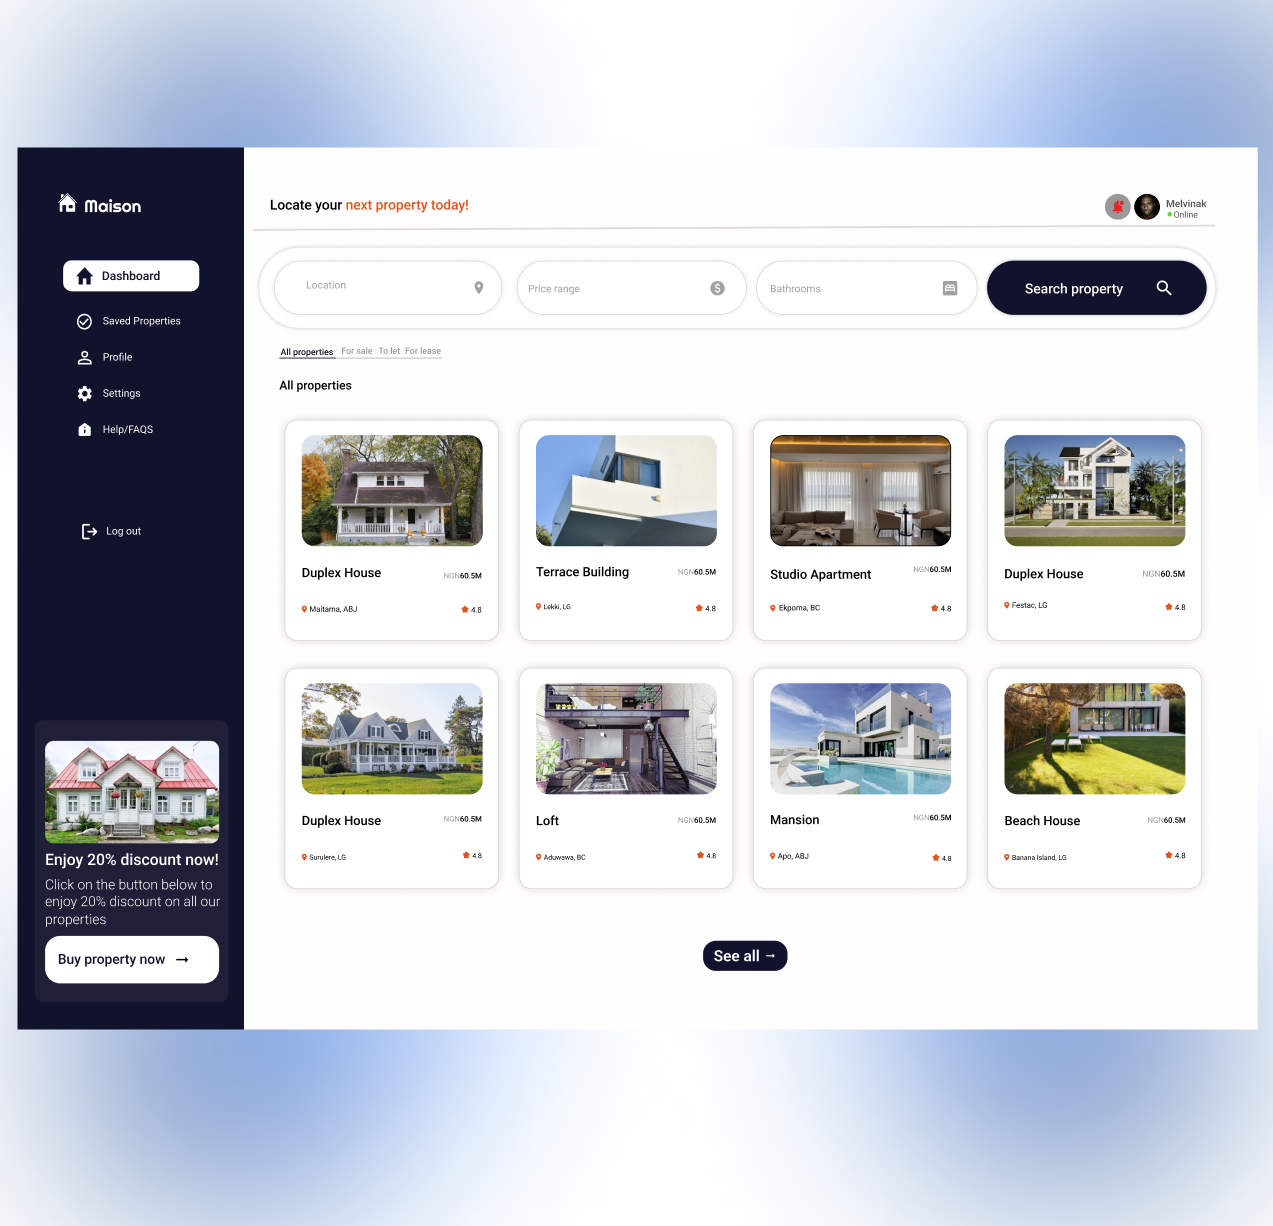 Maison
Dashboard
Saved Properties
Profile
Settings
Help/FAQS
Log out
Enjoy 20% discount now!
Click on the button below to
enjoy 20% discount on all our
properties
Buy property now →
Locate your next property today!
Melvinak
Online
Location
Price range
$
Bathrooms
Search property
All properties For sale To let For lease
All properties
Duplex House
NGN60.5M
Maitama, ABJ
4.8
Terrace Building
NGN60.5M
Lekki, LG
4.8
Studio Apartment
NGN60.5M
Ekpoma, BC
4.8
Duplex House
NGN60.5M
Festac, LG
4.8
Duplex House
NGN60.5M
Surulere, LG
4.8
Loft
NGN60.5M
Aduwawa, BC
4.8
Mansion
NGN60.5M
Apo, ABJ
4.8
Beach House
NGN60.5M
Banana Island, LG
4.8
See all →